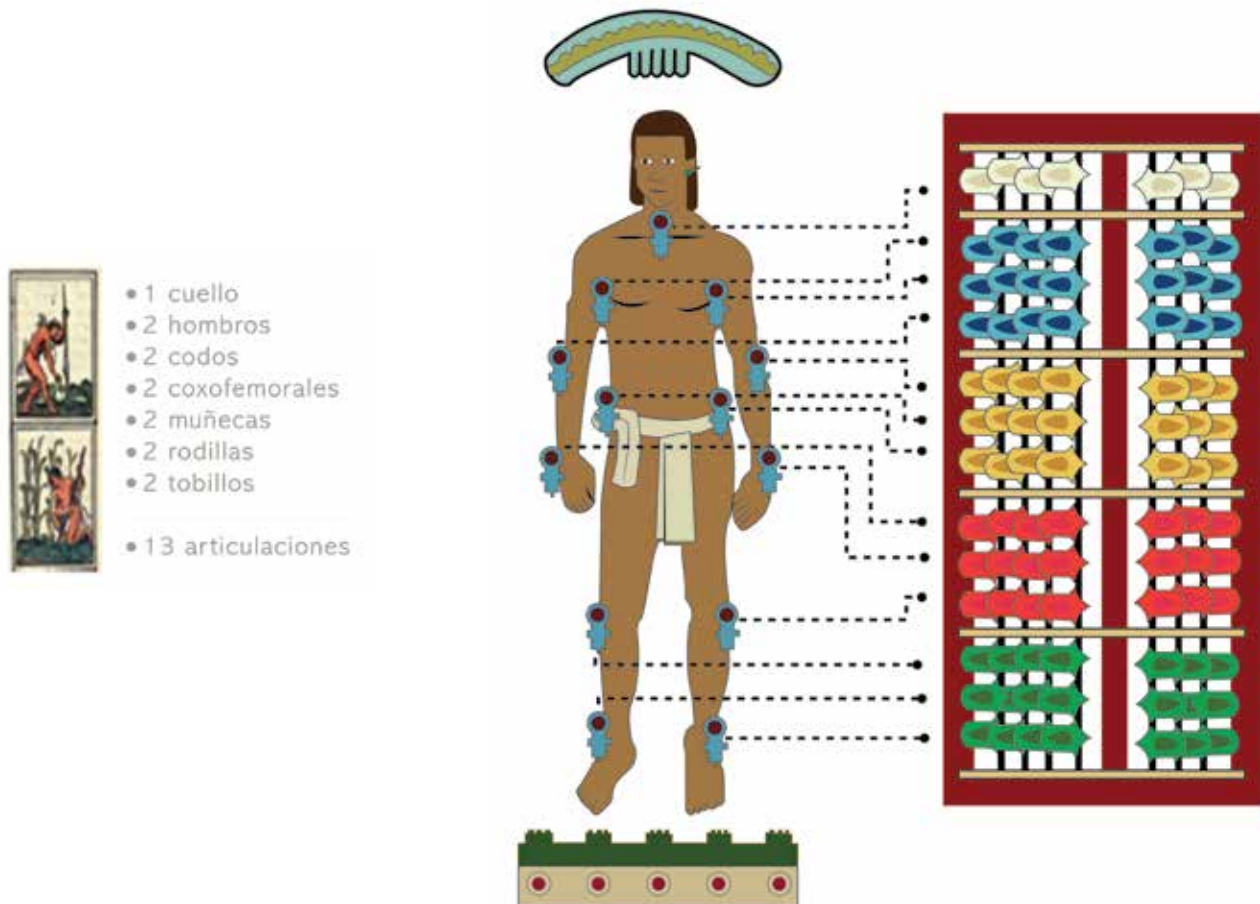 • 1 cuello
• 2 hombros
• 2 codos
• 2 coxofemorales
• 2 muñecas
• 2 rodillas
• 2 tobillos
• 13 articulaciones